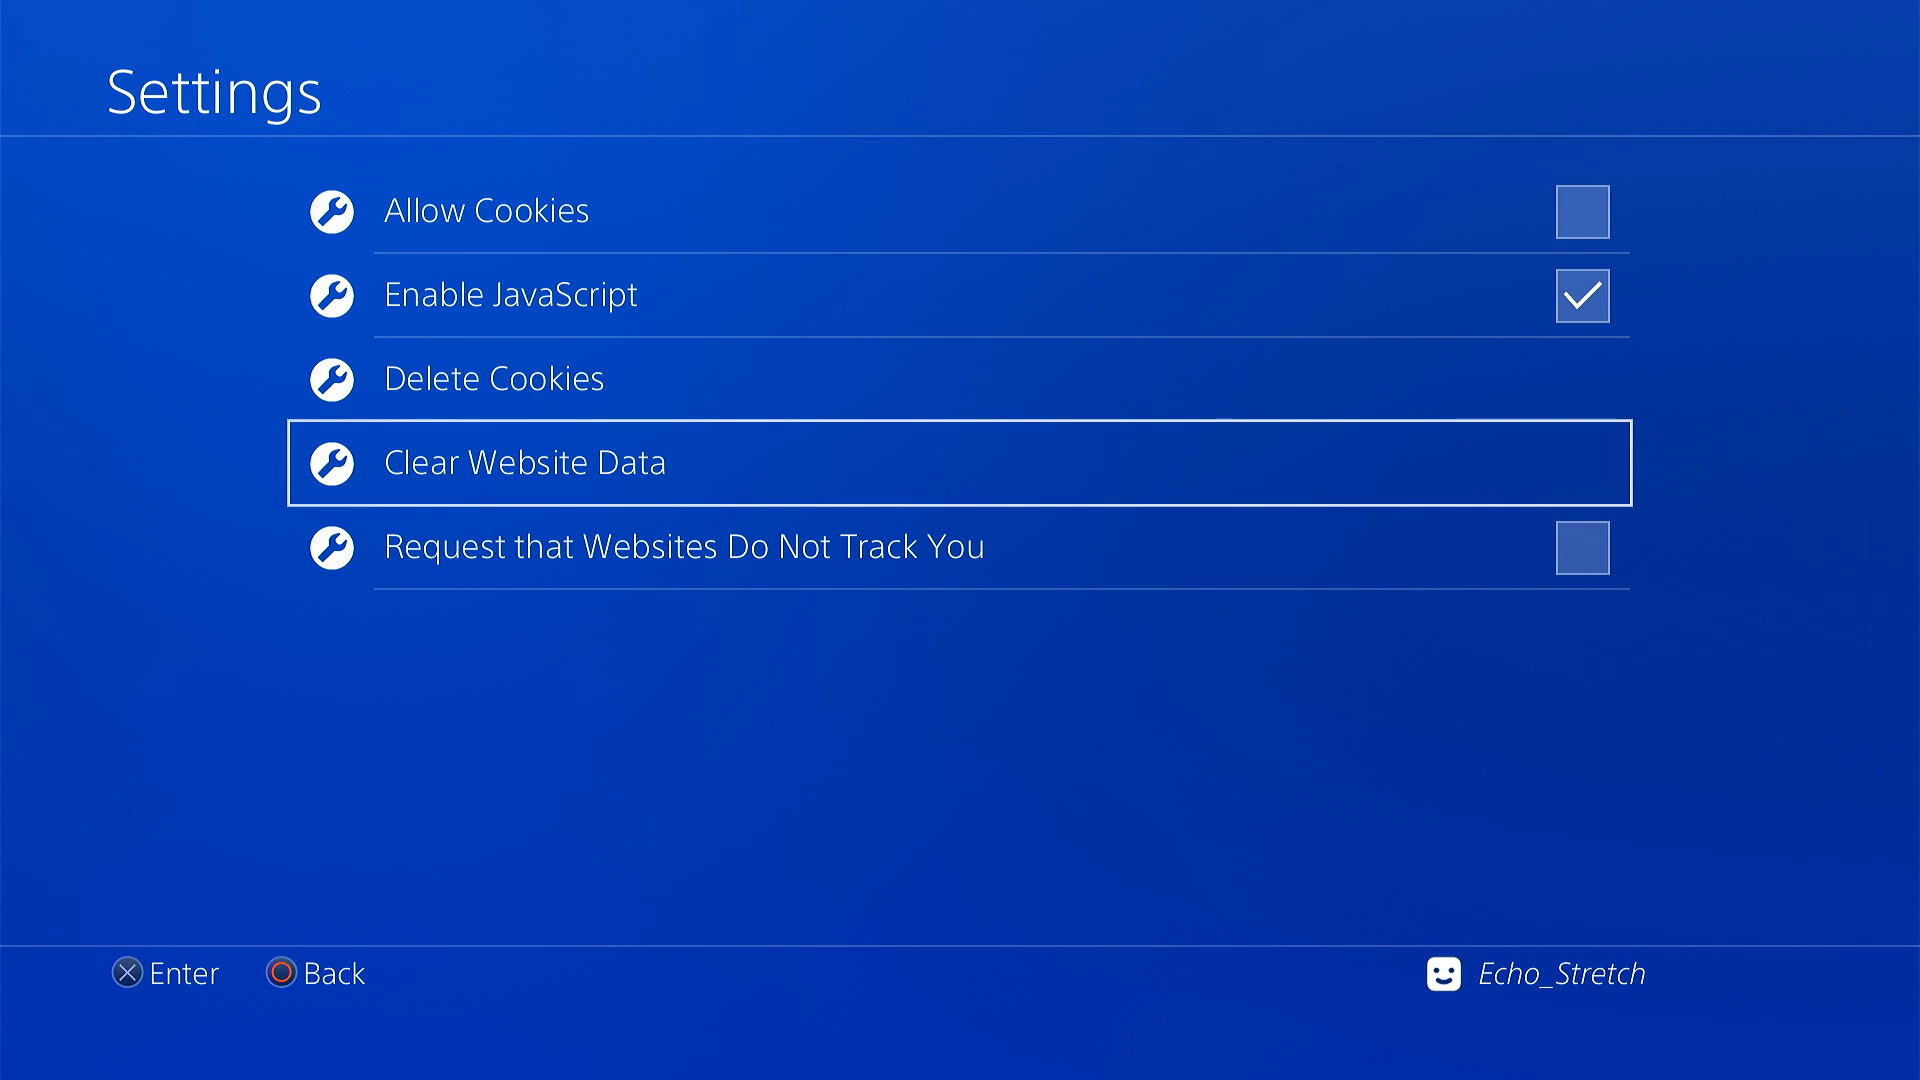 Settings
Allow Cookies
Enable JavaScript
Delete Cookies
Clear Website Data
Request that Websites Do Not Track You
Enter Back Echo_Stretch